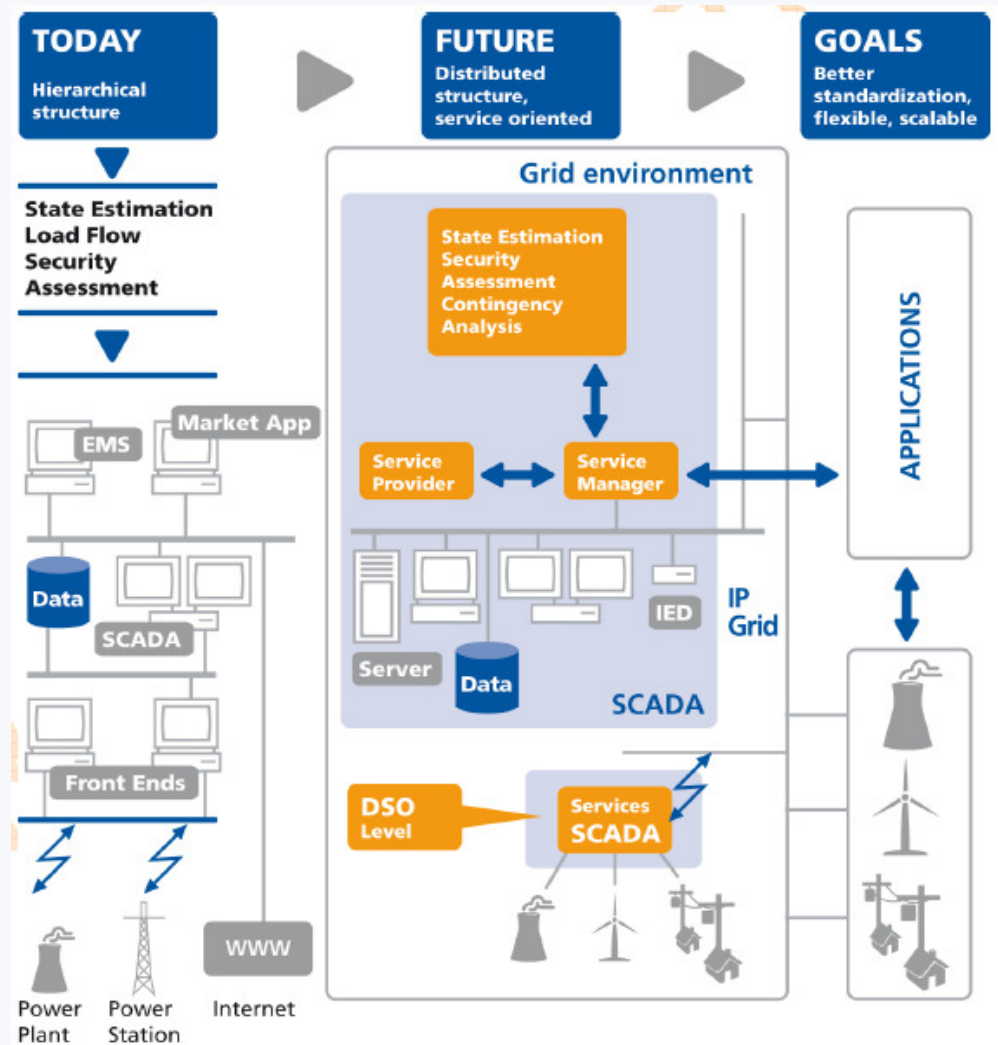 TODAY
Hierarchical
structure
FUTURE
Distributed
structure,
service oriented
GOALS
Better
standardization,
flexible, scalable
State Estimation
Load Flow
Security
Assessment
EMS
Market App
Data
SCADA
Front Ends
WWW
Power
Plant
Power
Station
Internet
Grid environment
State Estimation
Security
Assessment
Contingency
Analysis
Service
Provider
Service
Manager
Server
Data
IED
IP
Grid
SCADA
DSO
Level
Services
SCADA
APPLICATIONS